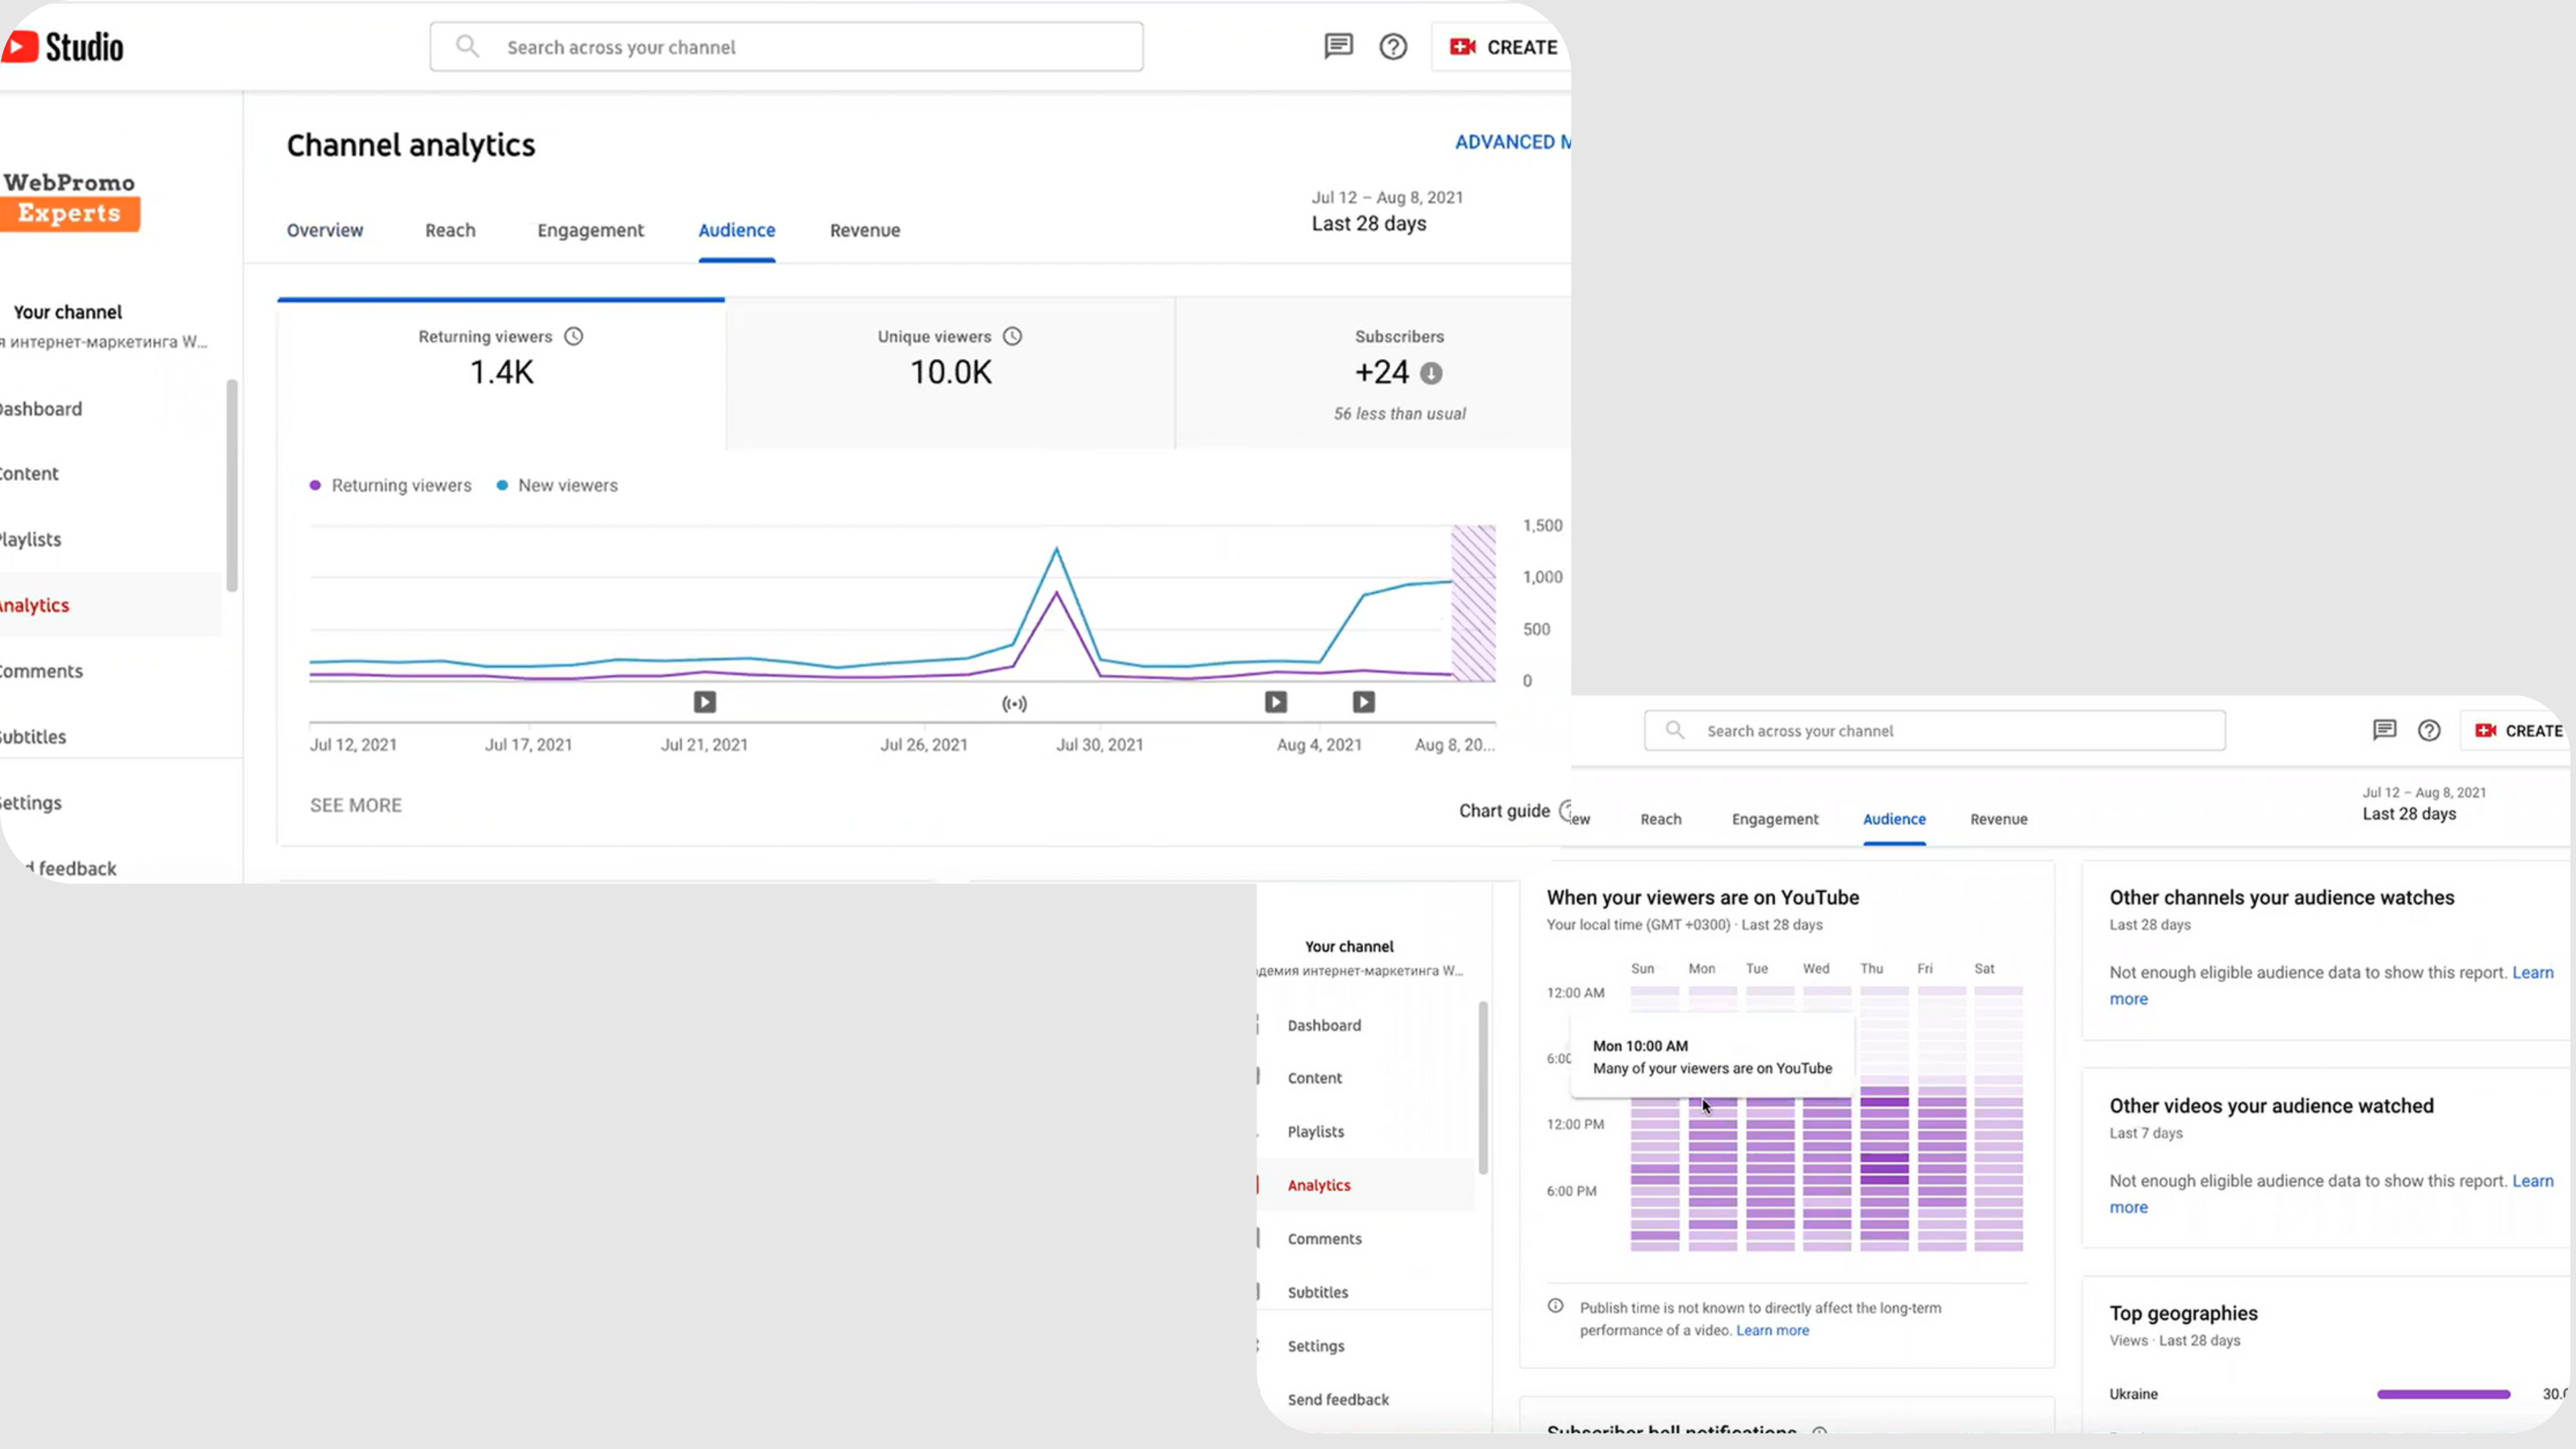 Studio
Search across your channel
CREATE
Channel analytics
ADVANCED M
WebPromo
Experts
Jul 12 – Aug 8, 2021
Last 28 days
Overview
Reach
Engagement
Audience
Revenue
Your channel
я интернет-маркетинга W...
Dashboard
Content
Playlists
Analytics
Comments
Subtitles
Settings
d feedback
Returning viewers
1.4K
Unique viewers
10.0K
Subscribers
+24
56 less than usual
Returning viewers
New viewers
1,500
1,000
500
0
Jul 12, 2021
Jul 17, 2021
Jul 21, 2021
Jul 26, 2021
Jul 30, 2021
Aug 4, 2021
Aug 8, 20...
SEE MORE
Chart guide
Search across your channel
CREATE
Jul 12 – Aug 8, 2021
Last 28 days
ew
Reach
Engagement
Audience
Revenue
Your channel
демия интернет-маркетинга W...
Dashboard
Content
Playlists
Analytics
Comments
Subtitles
Settings
Send feedback
When your viewers are on YouTube
Your local time (GMT +0300) · Last 28 days
Sun Mon Tue Wed Thu Fri Sat
12:00 AM
6:00
12:00 PM
6:00 PM
Mon 10:00 AM
Many of your viewers are on YouTube
Publish time is not known to directly affect the long-term
performance of a video. Learn more
Subscriber bell notifications
Other channels your audience watches
Last 28 days
Not enough eligible audience data to show this report. Learn
more
Other videos your audience watched
Last 7 days
Not enough eligible audience data to show this report. Learn
more
Top geographies
Views · Last 28 days
Ukraine
30.